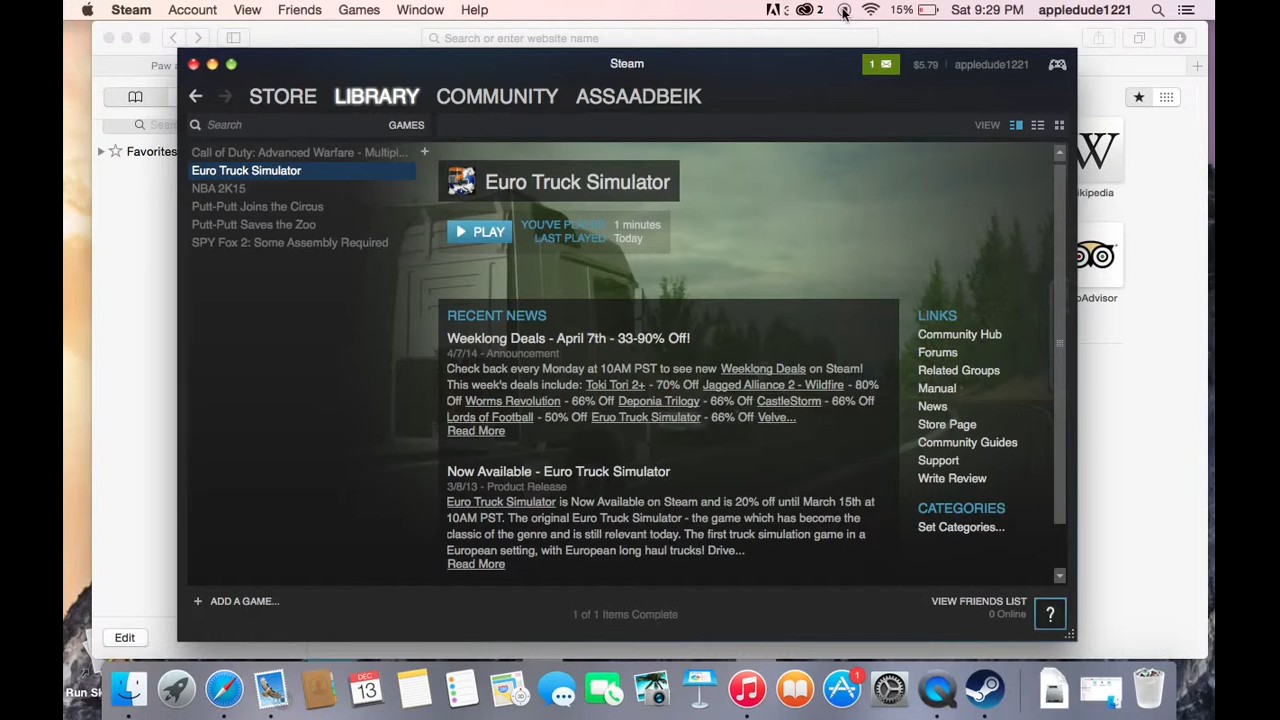 Steam Account View Friends Games Window Help 2 15% Sat 9:29 PM appledude1221
Search or enter website name
Steam 1 $5.79 appledude1221
Paw a
STORE LIBRARY COMMUNITY ASSAADBEIK
Search GAMES VIEW
Sear
Favorites
Call of Duty: Advanced Warfare - Multipl... +
Euro Truck Simulator
NBA 2K15
Putt-Putt Joins the Circus
Putt-Putt Saves the Zoo
SPY Fox 2: Some Assembly Required
Euro Truck Simulator
PLAY
YOU'VE PLAYED 1 minutes
LAST PLAYED Today
RECENT NEWS
Weeklong Deals - April 7th - 33-90% Off!
4/7/14 - Announcement
Check back every Monday at 10AM PST to see new Weeklong Deals on Steam!
This week's deals include: Toki Tori 2+ - 70% Off Jagged Alliance 2 - Wildfire - 80%
Off Worms Revolution - 66% Off Deponia Trilogy - 66% Off CastleStorm - 66% Off
Lords of Football - 50% Off Eruo Truck Simulator - 66% Off Velve...
Read More
Now Available - Euro Truck Simulator
3/8/13 - Product Release
Euro Truck Simulator is Now Available on Steam and is 20% off until March 15th at
10AM PST. The original Euro Truck Simulator - the game which has become the
classic of the genre and is still relevant today. The first truck simulation game in a
European setting, with European long haul trucks! Drive...
Read More
LINKS
Community Hub
Forums
Related Groups
Manual
News
Store Page
Community Guides
Support
Write Review
CATEGORIES
Set Categories...
W
kipedia
oAdvisor
+ ADD A GAME...
1 of 1 Items Complete
VIEW FRIENDS LIST
0 Online
?
Edit
Run Sk
DEC
13
3D
1